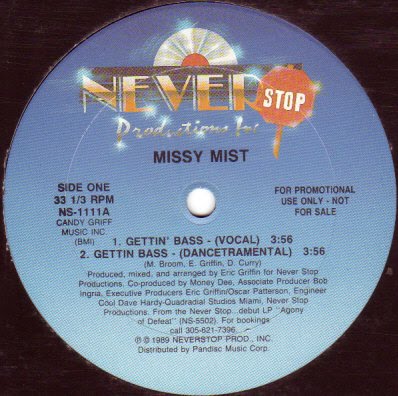 NEVER STOP
Productions Inc
MISSY MIST
SIDE ONE
33 1/3 RPM
NS-1111A
CANDY GRIFF
MUSIC INC.
(BMI)
FOR PROMOTIONAL
USE ONLY - NOT
FOR SALE
1. GETTIN' BASS - (VOCAL) 3:56
2. GETTIN BASS - (DANCETRAMENTAL) 3:56
(M. Broom, E. Griffin, D. Curry)
Produced, mixed, and arranged by Eric Griffin for Never Stop
Productions. Co-produced by Money Dee, Associate Producer Bob
Ingria, Executive Producers Eric Griffin/Oscar Patterson, Engineer
Cool Dave Hardy-Quadradial Studios Miami, Never Stop
Productions. From the Never Stop...debut LP "Agony
of Defeat" (NS-5502). For bookings
call 305-621-7396...
℗ © 1989 NEVERSTOP PROD., INC.
Distributed by Pandisc Music Corp.